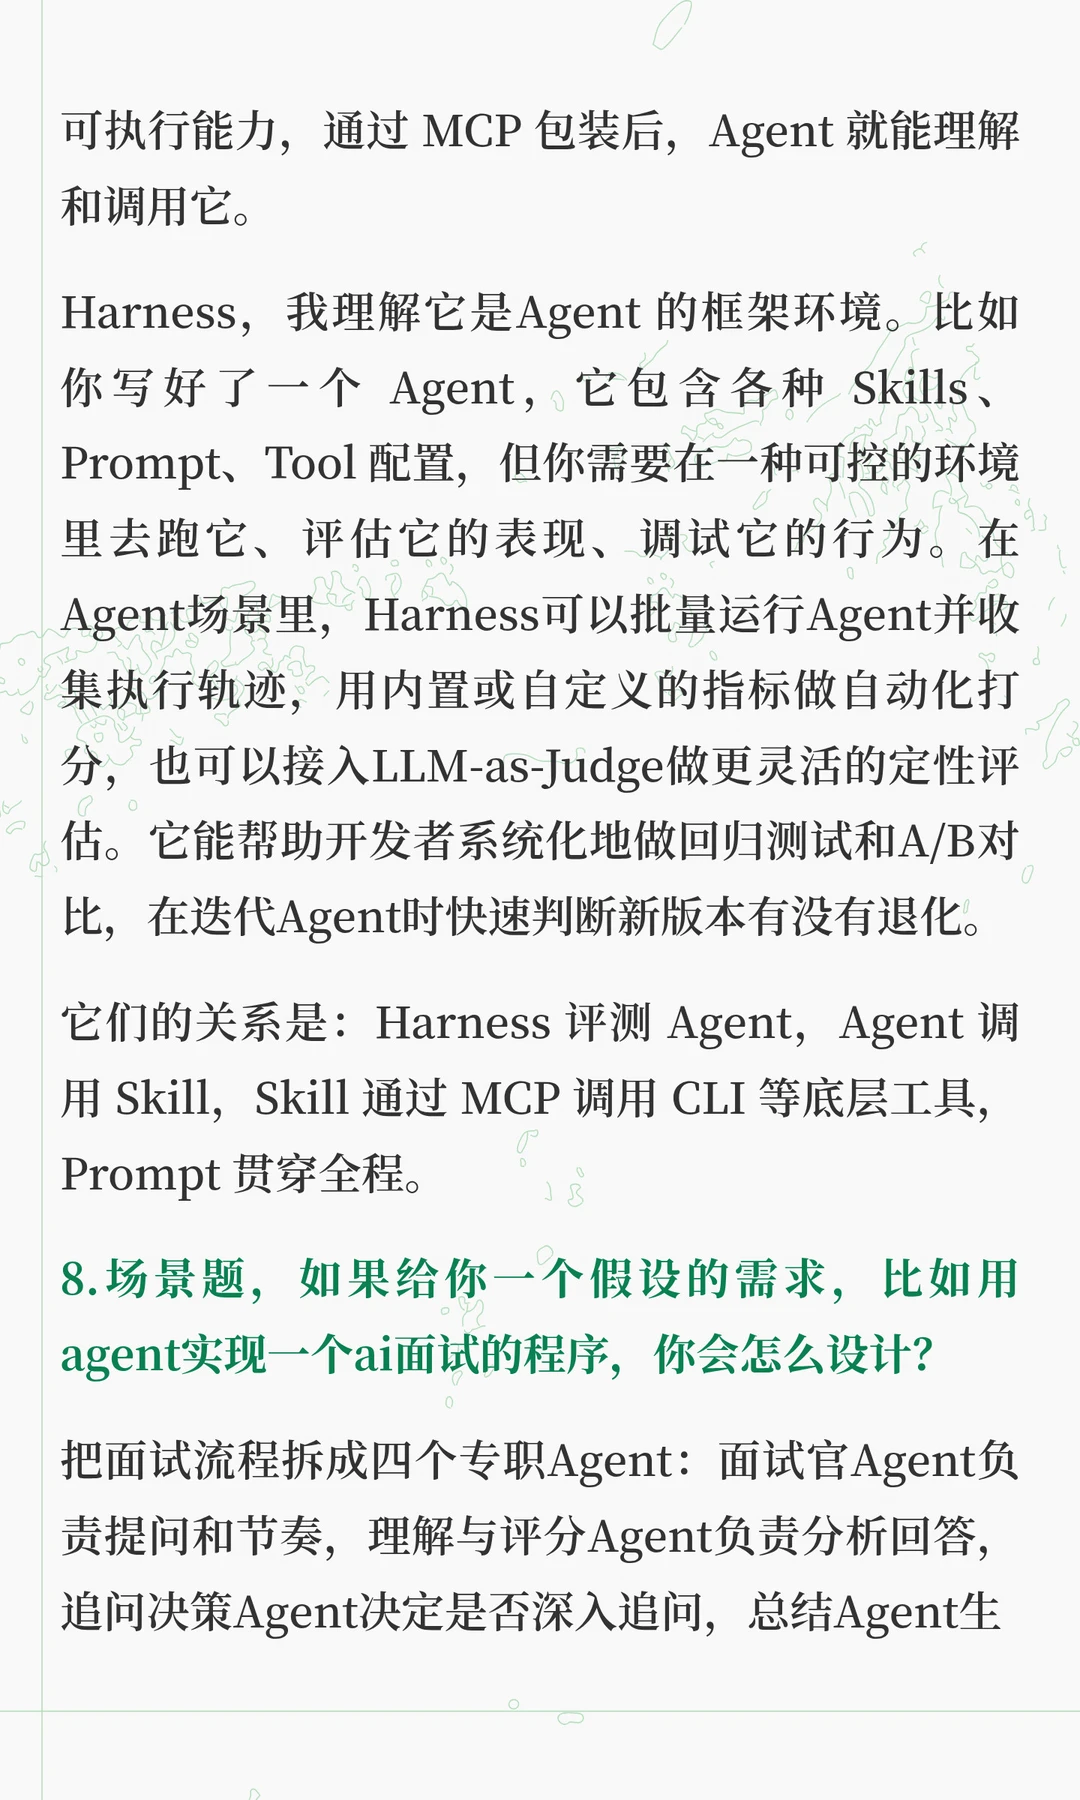 可执行能力，通过 MCP 包装后，Agent 就能理解
和调用它。
Harness，我理解它是Agent 的框架环境。比如
你写好了一个 Agent，它包含各种 Skills、
Prompt、Tool 配置，但你需要在一种可控的环境
里去跑它、评估它的表现、调试它的行为。在
Agent场景里，Harness可以批量运行Agent并收
集执行轨迹，用内置或自定义的指标做自动化打
分，也可以接入LLM-as-Judge做更灵活的定性评
估。它能帮助开发者系统化地做回归测试和A/B对
比，在迭代Agent时快速判断新版本有没有退化。
它们的关系是：Harness 评测 Agent，Agent 调
用 Skill，Skill 通过 MCP 调用 CLI 等底层工具，
Prompt 贯穿全程。
8.场景题，如果给你一个假设的需求，比如用
agent实现一个ai面试的程序，你会怎么设计？
把面试流程拆成四个专职Agent：面试官Agent负
责提问和节奏，理解与评分Agent负责分析回答，
追问决策Agent决定是否深入追问，总结Agent生